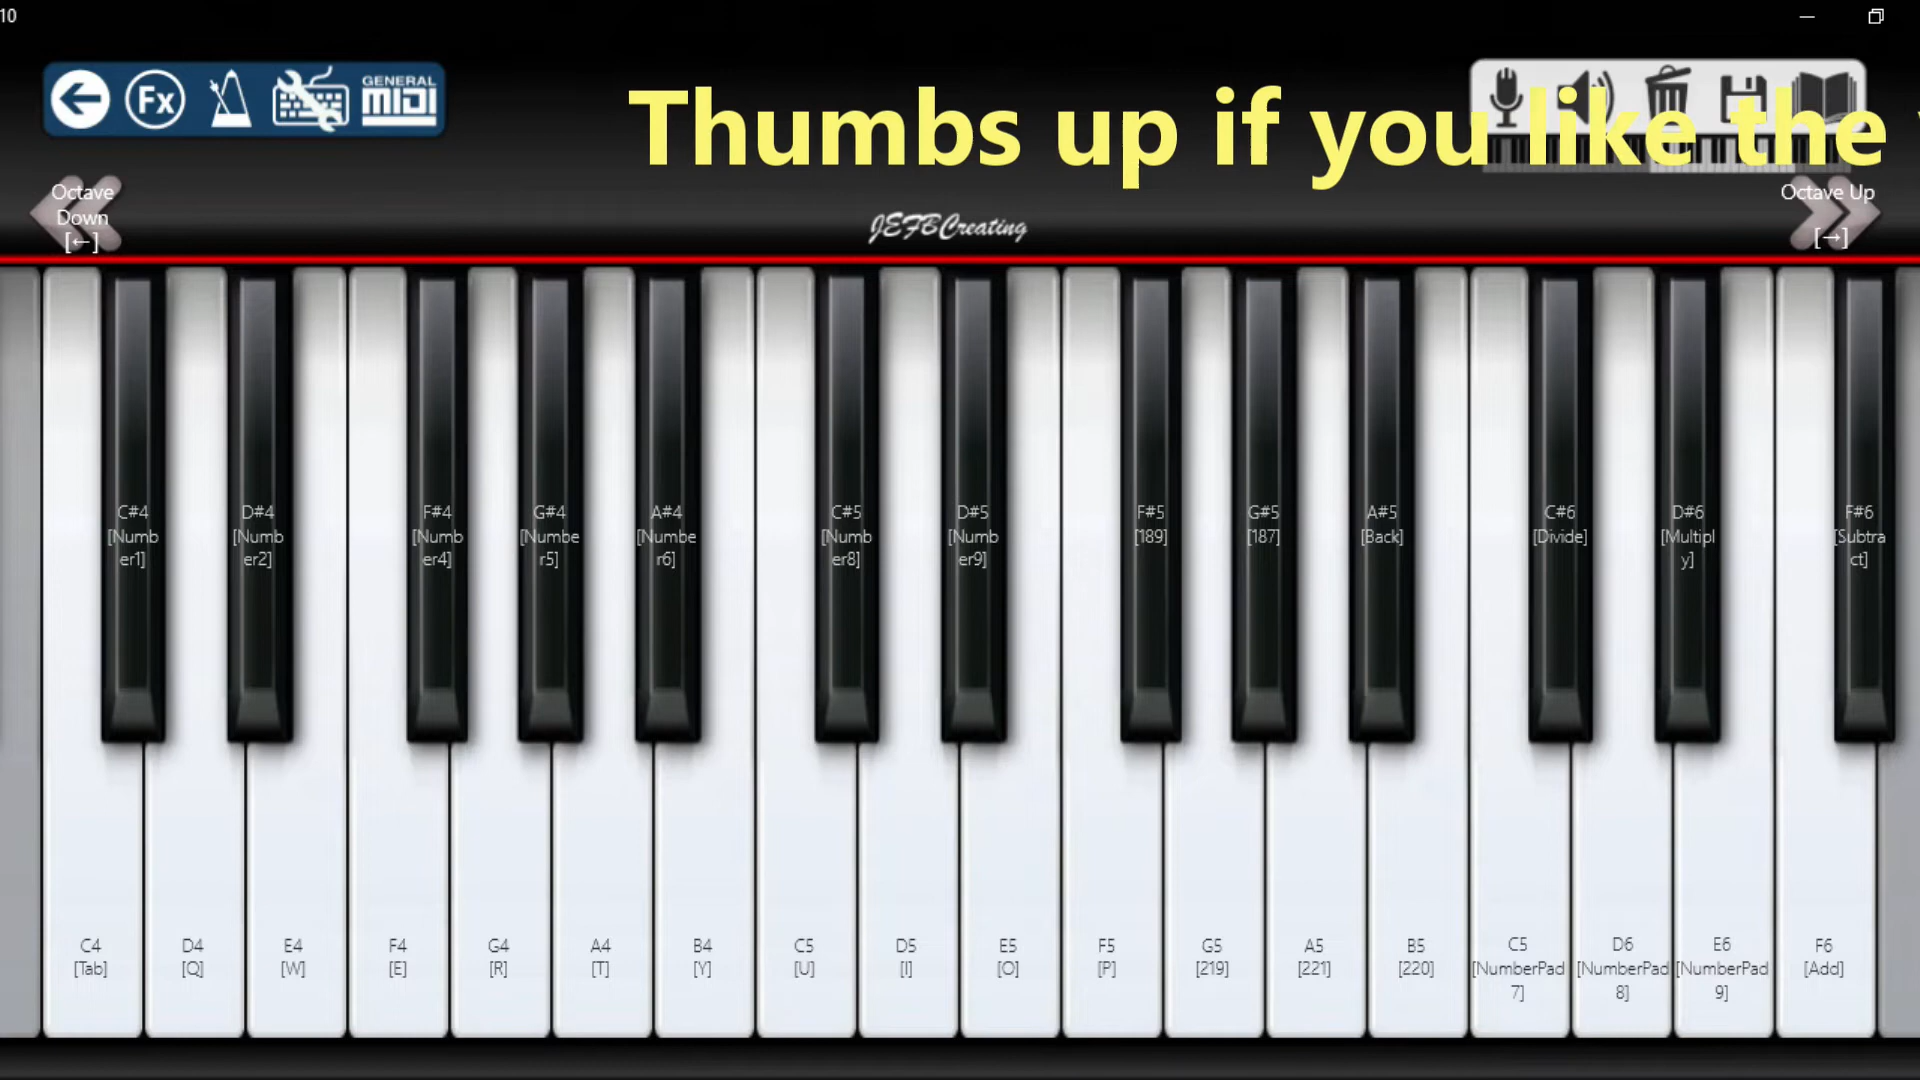 10
Fx
GENERAL
MIDI
Thumbs up if you like the
Octave
Down
[←]
JEFBCreating
Octave Up
[→]
C#4
[Numb
er1]
D#4
[Numb
er2]
F#4
[Numb
er4]
G#4
[Numbe
r5]
A#4
[Numbe
r6]
C#5
[Numb
er8]
D#5
[Numb
er9]
F#5
[189]
G#5
[187]
A#5
[Back]
C#6
[Divide]
D#6
[Multipl
y]
F#6
[Subtra
ct]
C4
[Tab]
D4
[Q]
E4
[W]
F4
[E]
G4
[R]
A4
[T]
B4
[Y]
C5
[U]
D5
[I]
E5
[O]
F5
[P]
G5
[219]
A5
[221]
B5
[220]
C5
[NumberPad
7]
D6
[NumberPad
8]
E6
[NumberPad
9]
F6
[Add]